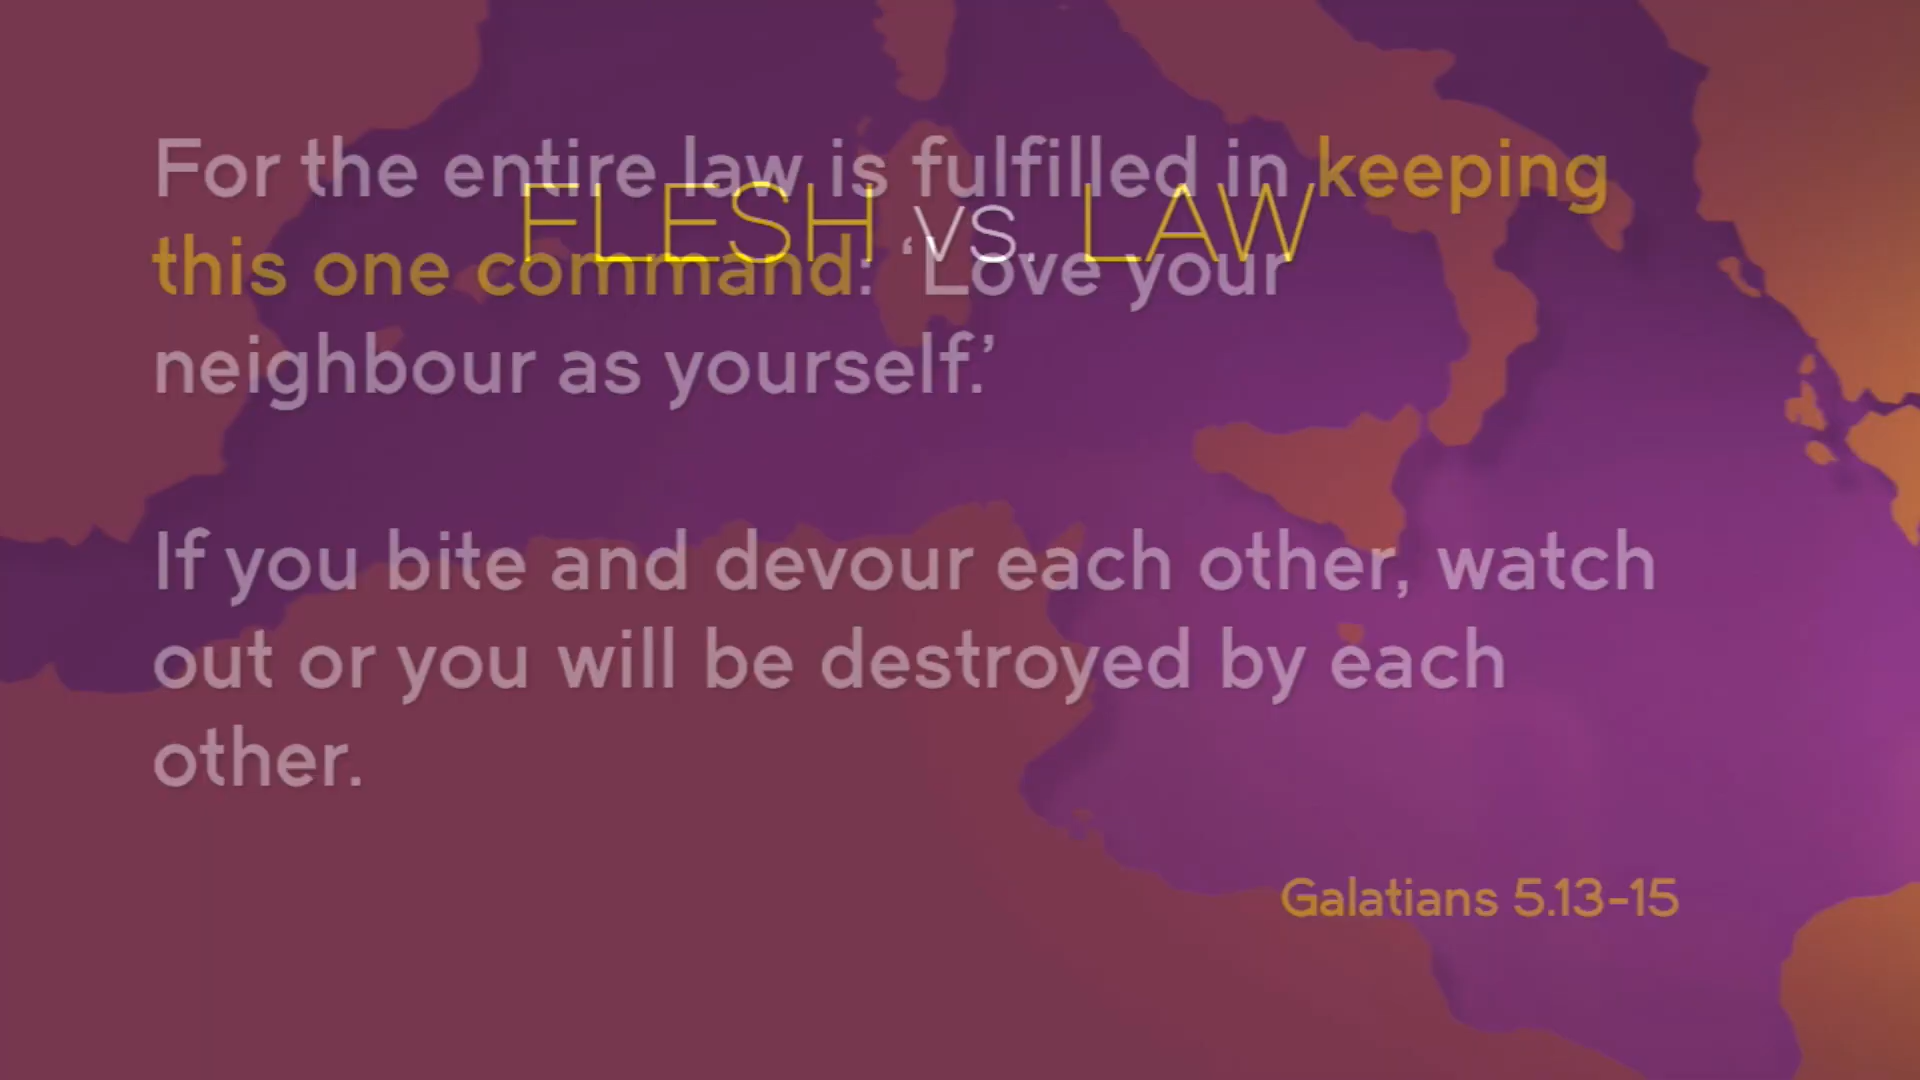 For the entire law is fulfilled in keeping
FLESH VS. LAW
this one command: ‘Love your
neighbour as yourself.’
If you bite and devour each other, watch
out or you will be destroyed by each
other.
Galatians 5.13-15